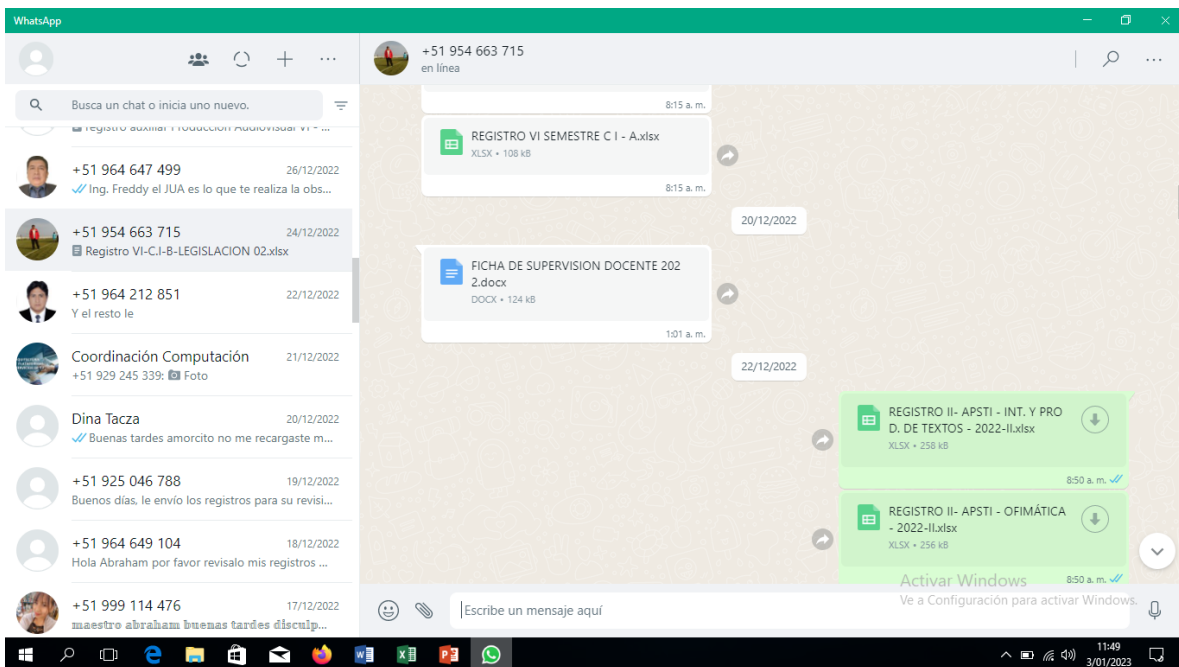 WhatsApp
Busca un chat o inicia uno nuevo.
+51 964 647 499
26/12/2022
Ing. Freddy el JUA es lo que te realiza la obs...
+51 954 663 715
24/12/2022
Registro VI-C.I-B-LEGISLACION 02.xlsx
+51 964 212 851
22/12/2022
Y el resto le
Coordinación Computación
21/12/2022
+51 929 245 339: Foto
Dina Tacza
20/12/2022
Buenas tardes amorcito no me recargaste m...
+51 925 046 788
19/12/2022
Buenos días, le envío los registros para su revisi...
+51 964 649 104
18/12/2022
Hola Abraham por favor revisalo mis registros ...
+51 999 114 476
17/12/2022
maestro abraham buenas tardes disculp...
+51 954 663 715
en línea
8:15 a. m.
REGISTRO VI SEMESTRE C I - A.xlsx
XLSX • 108 kB
8:15 a. m.
20/12/2022
FICHA DE SUPERVISION DOCENTE 202
2.docx
DOCX • 124 kB
1:01 a. m.
22/12/2022
REGISTRO II- APSTI - INT. Y PRO
D. DE TEXTOS - 2022-II.xlsx
XLSX • 258 kB
8:50 a. m.
REGISTRO II- APSTI - OFIMÁTICA
- 2022-II.xlsx
XLSX • 256 kB
8:50 a. m.
Activar Windows
Ve a Configuración para activar Windows.
Escribe un mensaje aquí
11:49
3/01/2023